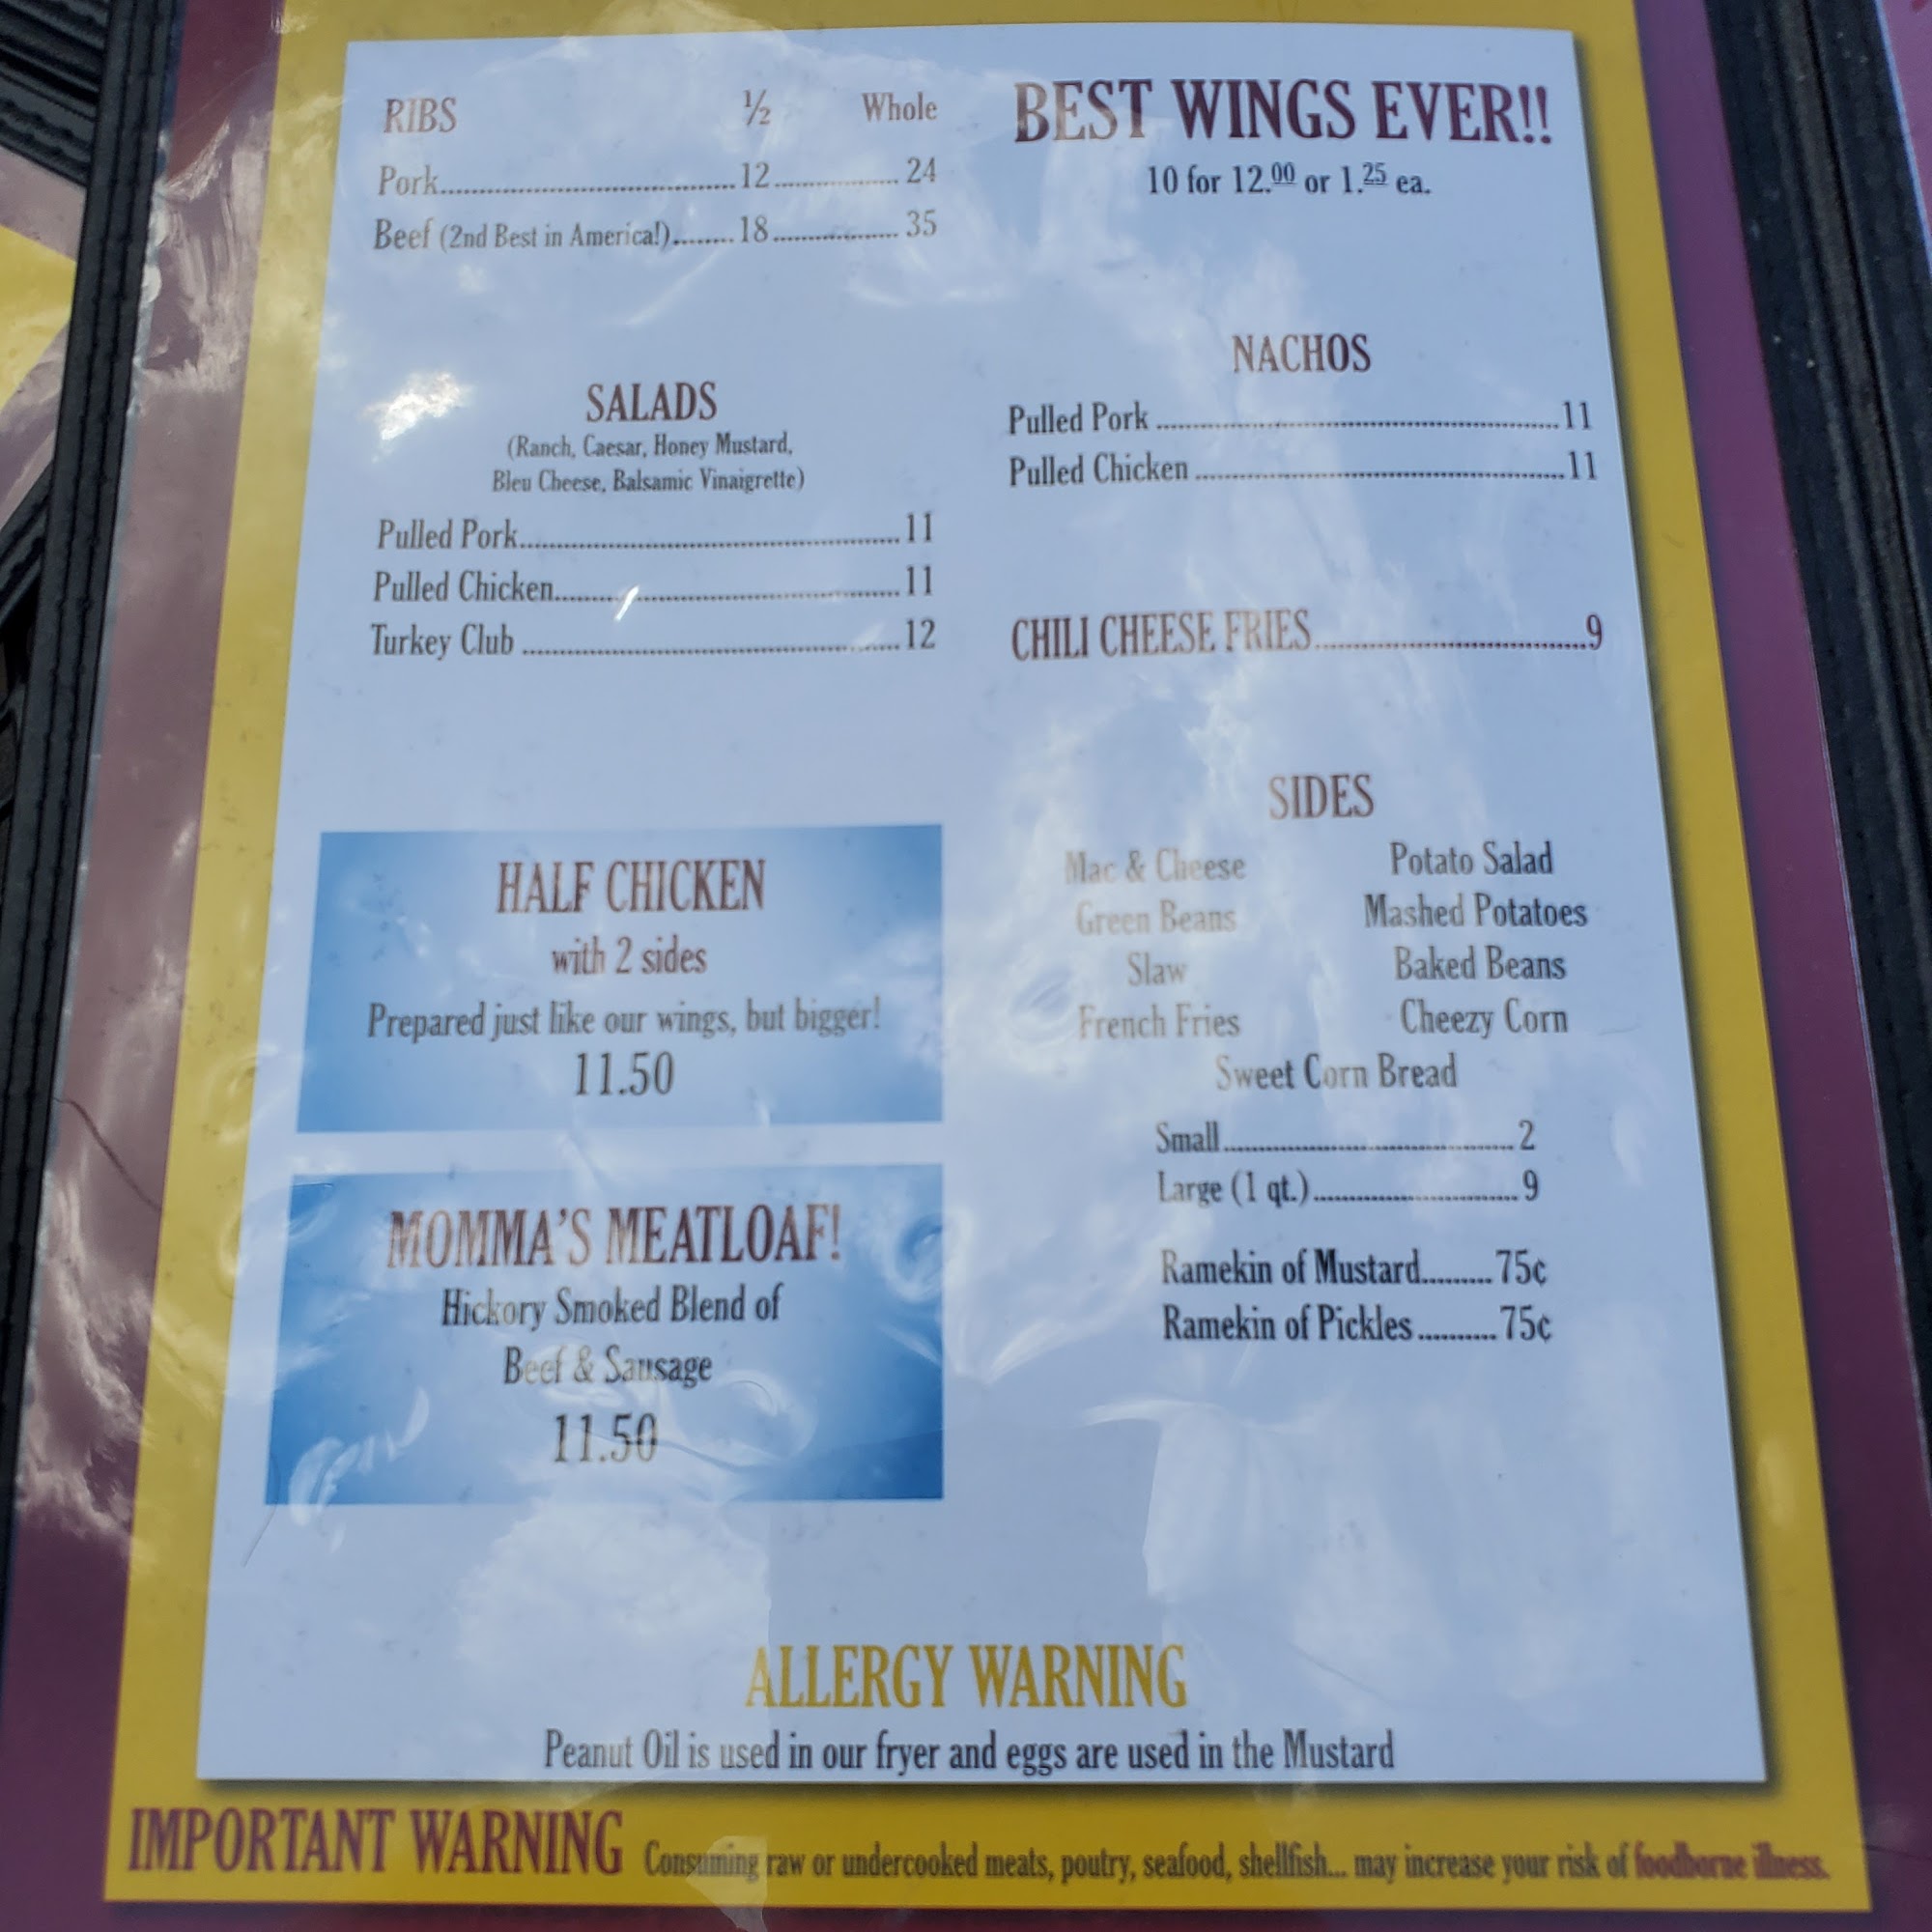 RIBS ½ Whole
Pork 12 24
Beef (2nd Best in America!) 18 35
SALADS
(Ranch, Caesar, Honey Mustard,
Bleu Cheese, Balsamic Vinaigrette)
Pulled Pork 11
Pulled Chicken 11
Turkey Club 12
HALF CHICKEN
with 2 sides
Prepared just like our wings, but bigger!
11.50
MOMMA'S MEATLOAF!
Hickory Smoked Blend of
Beef & Sausage
11.50
BEST WINGS EVER!!
10 for 12.00 or 1.25 ea.
NACHOS
Pulled Pork 11
Pulled Chicken 11
CHILI CHEESE FRIES 9
SIDES
Mac & Cheese Potato Salad
Green Beans Mashed Potatoes
Slaw Baked Beans
French Fries Cheezy Corn
Sweet Corn Bread
Small 2
Large (1 qt.) 9
Ramekin of Mustard 75¢
Ramekin of Pickles 75¢
ALLERGY WARNING
Peanut Oil is used in our fryer and eggs are used in the Mustard
IMPORTANT WARNING Consuming raw or undercooked meats, poutry, seafood, shellfish... may increase your risk of foodborne illness.